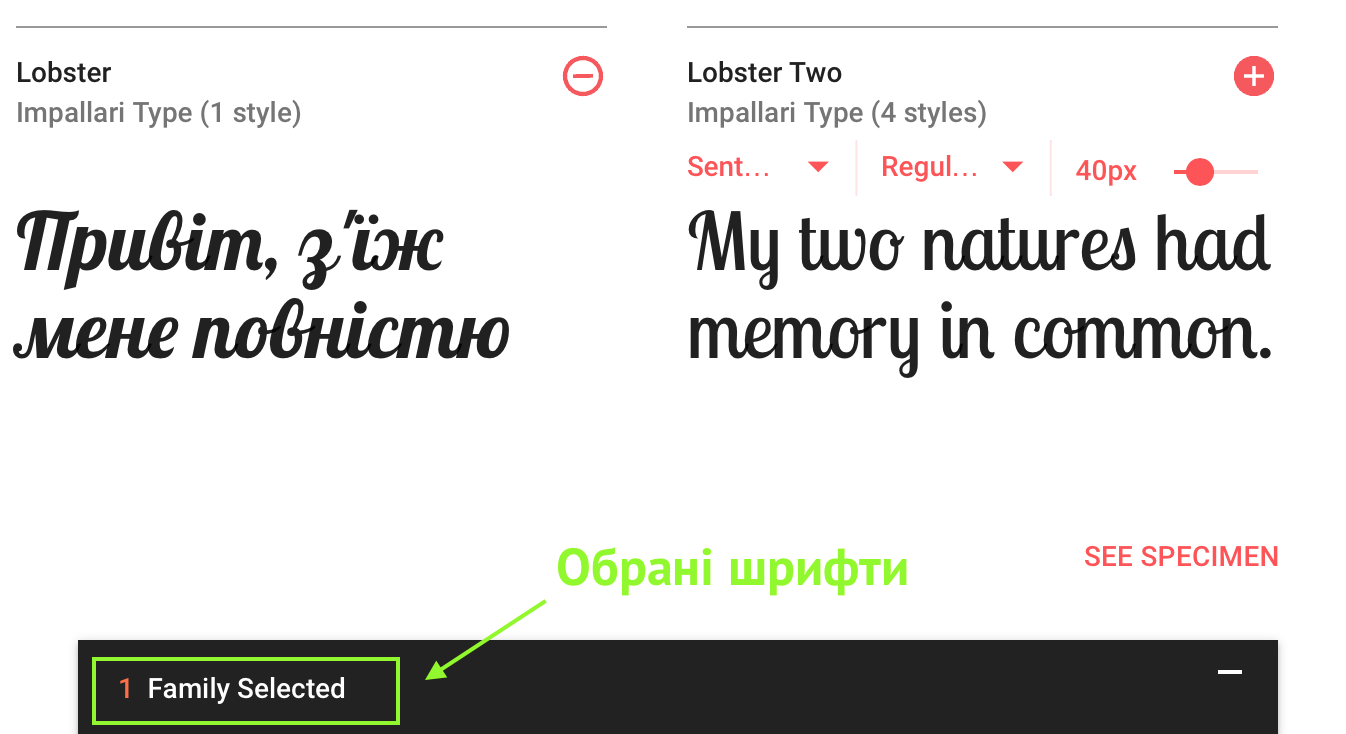 Lobster
Impallari Type (1 style)
Привіт, з'їж
мене повністю
Lobster Two
Impallari Type (4 styles)
Sent... Regul... 40px
My two natures had
memory in common.
SEE SPECIMEN
Обрані шрифти
1 Family Selected